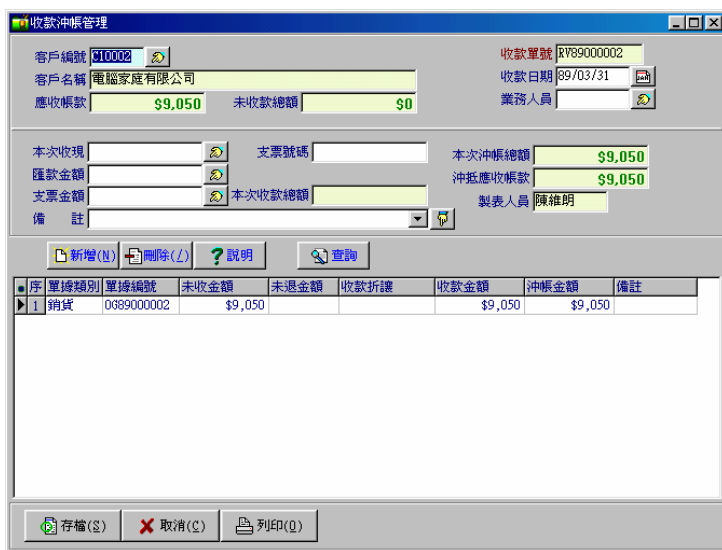 收款沖帳管理
客戶編號 C10002 收款單號 RV89000002
客戶名稱 電腦家庭有限公司 收款日期 89/03/31
應收帳款 $9,050 未收款總額 $0 業務人員
本次收現 支票號碼 本次沖帳總額 $9,050
匯款金額 沖抵應收帳款 $9,050
支票金額 本次收款總額 製表人員 陳維明
備 註
新增(N) 刪除(/) 說明 查詢
序 單據類別 單據編號 未收金額 未退金額 收款折讓 收款金額 沖帳金額 備註
1 銷貨 OG89000002 $9,050 $9,050 $9,050
存檔(S) 取消(C) 列印(O)